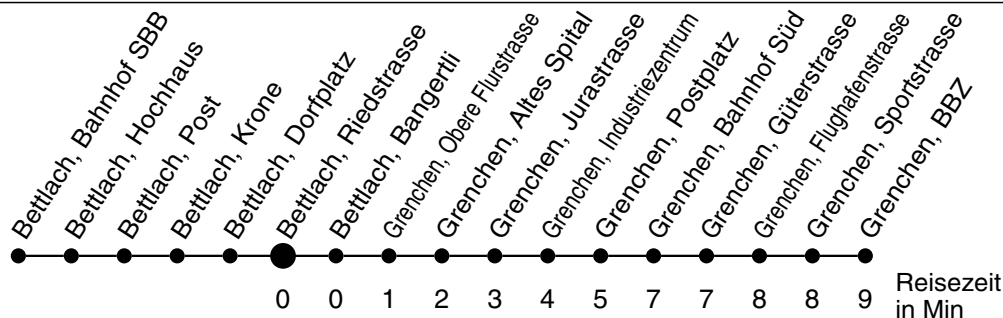 Bettlach, Bahnhof SBB
Bettlach, Hochhaus
Bettlach, Post
Bettlach, Krone
Bettlach, Dorfplatz
Bettlach, Riedstrasse
Bettlach, Bangertli
Grenchen, Obere Flurstrasse
Grenchen, Altes Spital
Grenchen, Jurastrasse
Grenchen, Industriezentrum
Grenchen, Postplatz
Grenchen, Bahnhof Süd
Grenchen, Güterstrasse
Grenchen, Flughafenstrasse
Grenchen, Sportstrasse
Grenchen, BBZ
0 0 1 2 3 4 5 7 7 8 8 9
Reisezeit
in Min